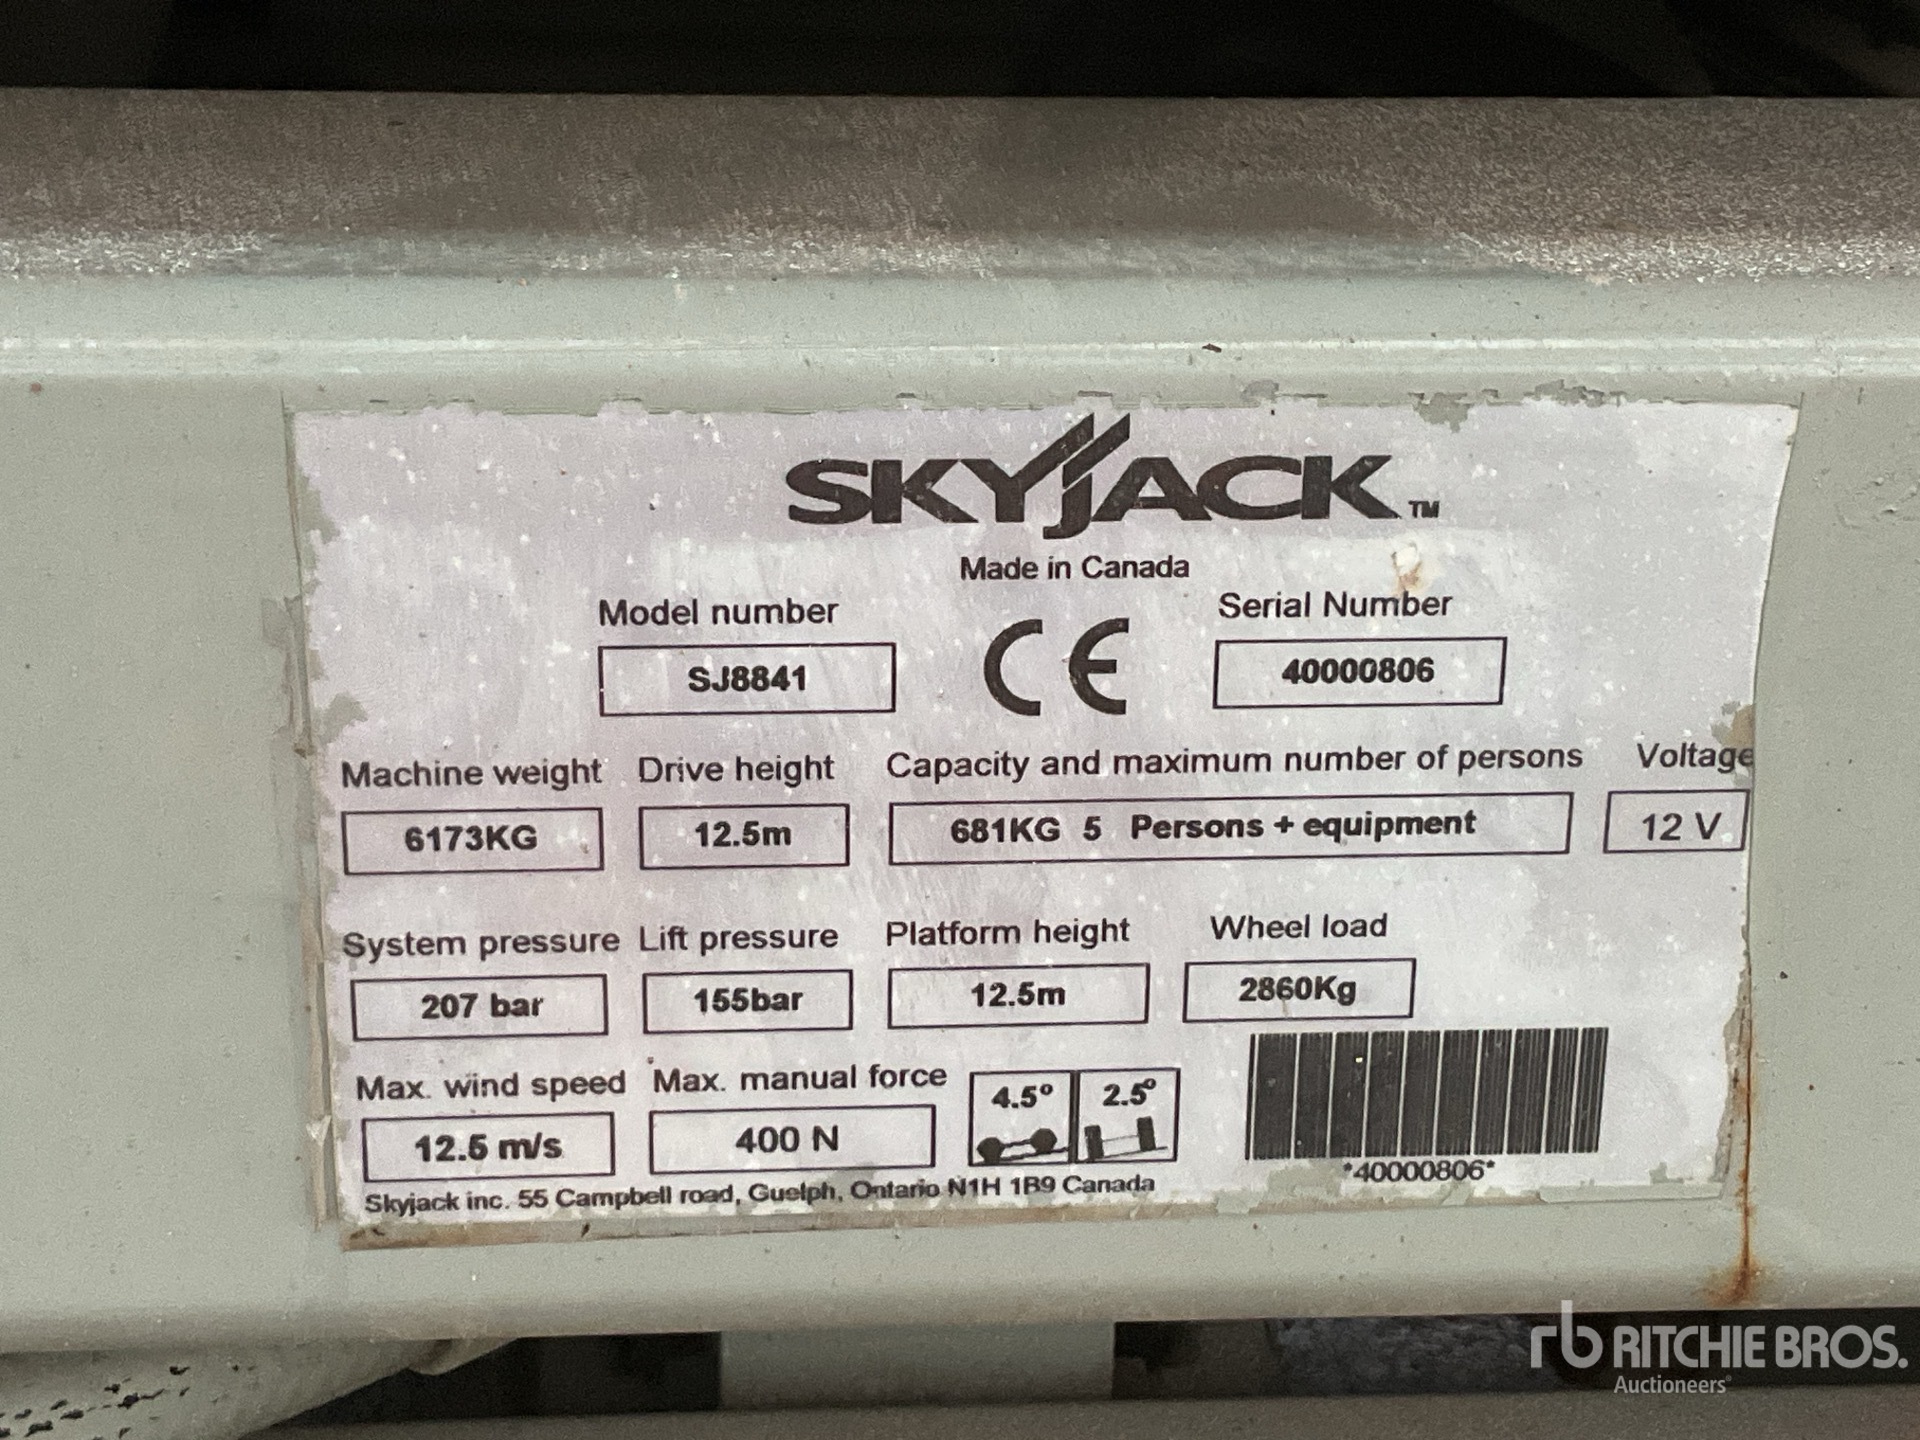 SKYJACK™
Made in Canada
Model number
Serial Number
SJ8841
CE
40000806
Machine weight Drive height Capacity and maximum number of persons Voltage
6173KG 12.5m 681KG 5 Persons + equipment 12 V
System pressure Lift pressure Platform height Wheel load
207 bar 155bar 12.5m 2860Kg
Max. wind speed Max. manual force 4.5° 2.5°
12.5 m/s 400 N
*40000806*
Skyjack inc. 55 Campbell road, Guelph, Ontario N1H 1B9 Canada
rb RITCHIE BROS.
Auctioneers